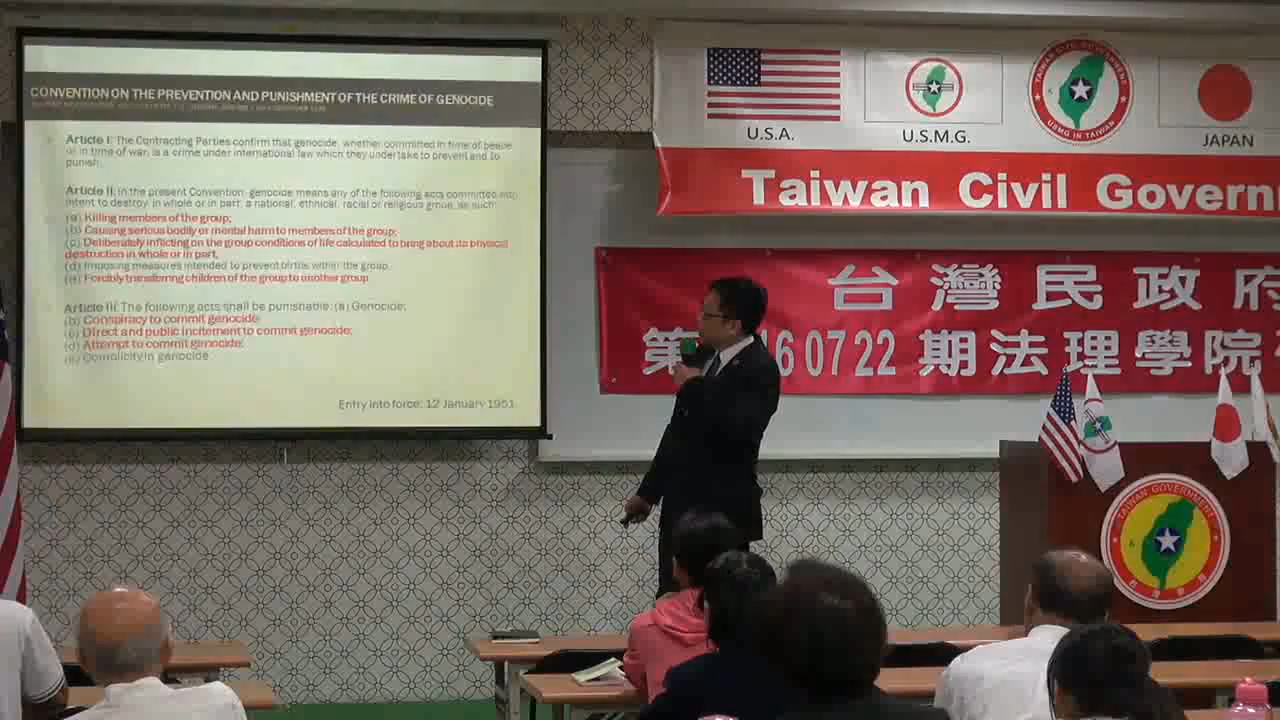 CONVENTION ON THE PREVENTION AND PUNISHMENT OF THE CRIME OF GENOCIDE
Article I: The Contracting Parties confirm that genocide, whether committed in time of peace
or in time of war, is a crime under international law which they undertake to prevent and to
punish.
Article II: In the present Convention, genocide means any of the following acts committed with
intent to destroy, in whole or in part, a national, ethnical, racial or religious group, as such:
(a) Killing members of the group;
(b) Causing serious bodily or mental harm to members of the group;
(c) Deliberately inflicting on the group conditions of life calculated to bring about its physical
destruction in whole or in part;
(d) Imposing measures intended to prevent births within the group;
(e) Forcibly transferring children of the group to another group
Article III: The following acts shall be punishable: (a) Genocide;
(b) Conspiracy to commit genocide;
(c) Direct and public incitement to commit genocide;
(d) Attempt to commit genocide;
(e) Complicity in genocide
Entry into force: 12 January 1951
U.S.A.
U.S.M.G.
TAIWAN CIVIL GOVERNMENT
USMG IN TAIWAN
JAPAN
Taiwan Civil Governm
台灣民政府
第 160722 期法理學院
TAIWAN GOVERNMENT